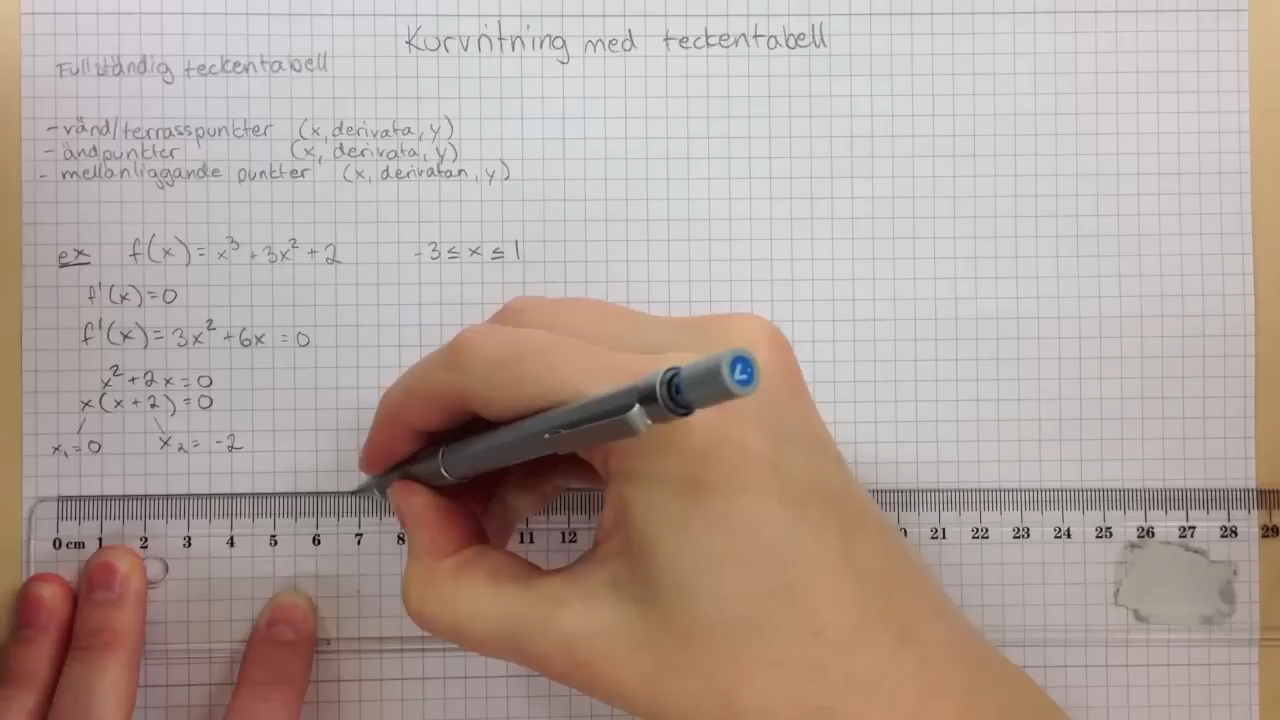 Kurvritning med teckentabell
Fullständig teckentabell
-vänd/terrasspunkter (x, derivata, y)
-ändpunkter (x, derivata, y)
- mellanliggande punkter (x, derivatan, y)
ex f(x) = x³ + 3x² + 2 -3 ≤ x ≤ 1
f'(x) = 0
f'(x) = 3x² + 6x = 0
x² + 2x = 0
x(x + 2) = 0
x₁ = 0 x₂ = -2
0 cm 1 2 3 4 5 6 7 8 11 12 21 22 23 24 25 26 27 28 29